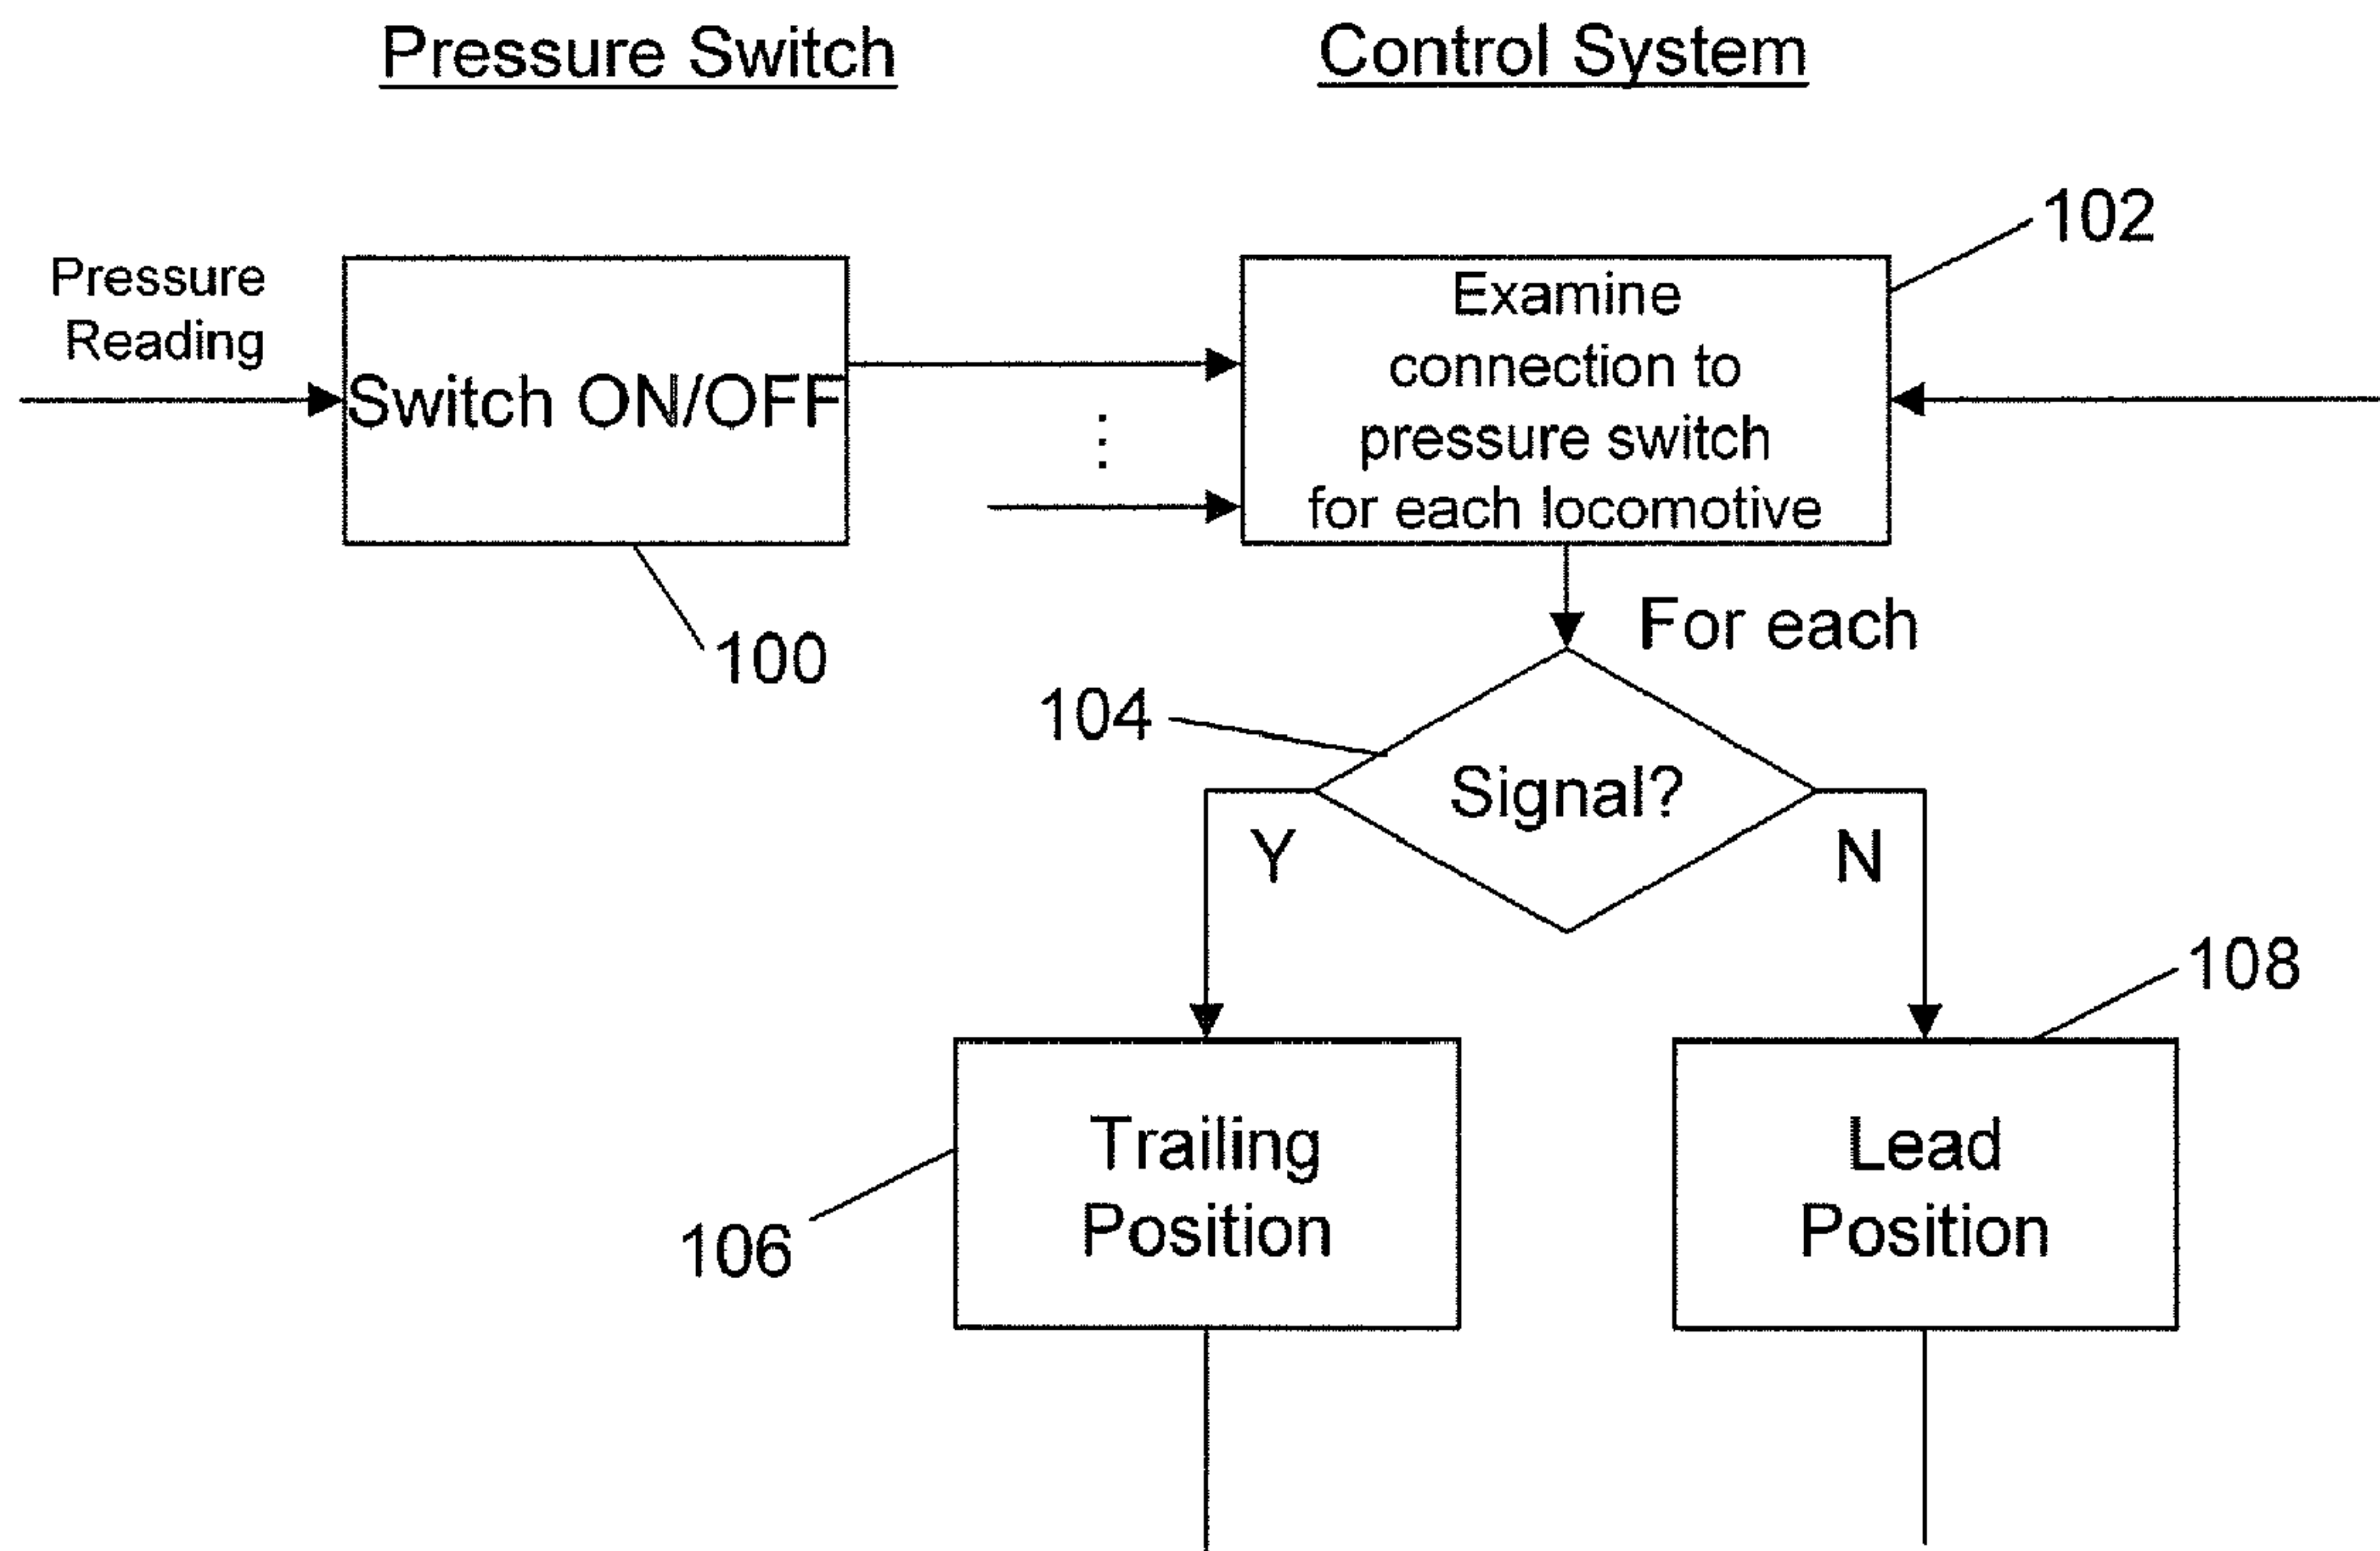 Pressure Switch
Control System
102
Pressure
Reading
Switch ON/OFF
Examine
connection to
pressure switch
for each locomotive
For each
100
104
Signal?
Y
N
108
Trailing
Position
106
Lead
Position